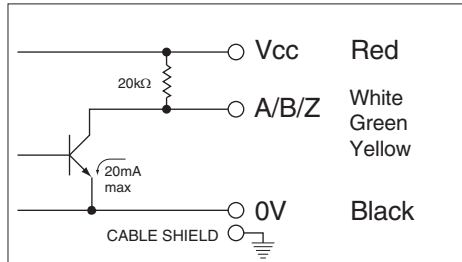 Vcc Red
20kΩ
A/B/Z White
Green
Yellow
20mA
max
0V Black
CABLE SHIELD